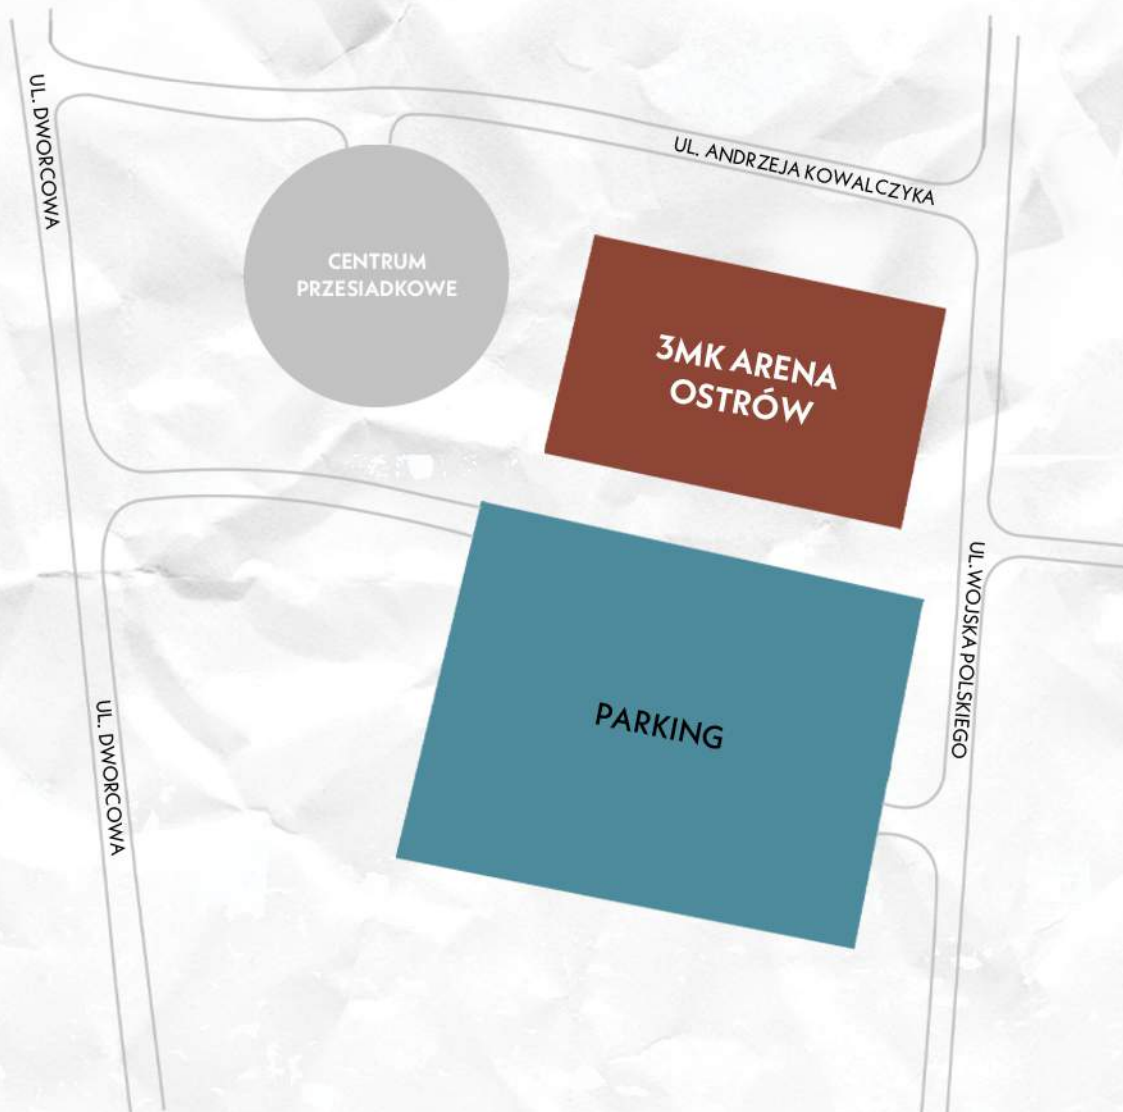 UL. DWORCOWA
UL. ANDRZEJA KOWALCZYKA
CENTRUM
PRZESIADKOWE
3MK ARENA
OSTRÓW
UL.WOJSKA POLSKIEGO
PARKING
UL. DWORCOWA